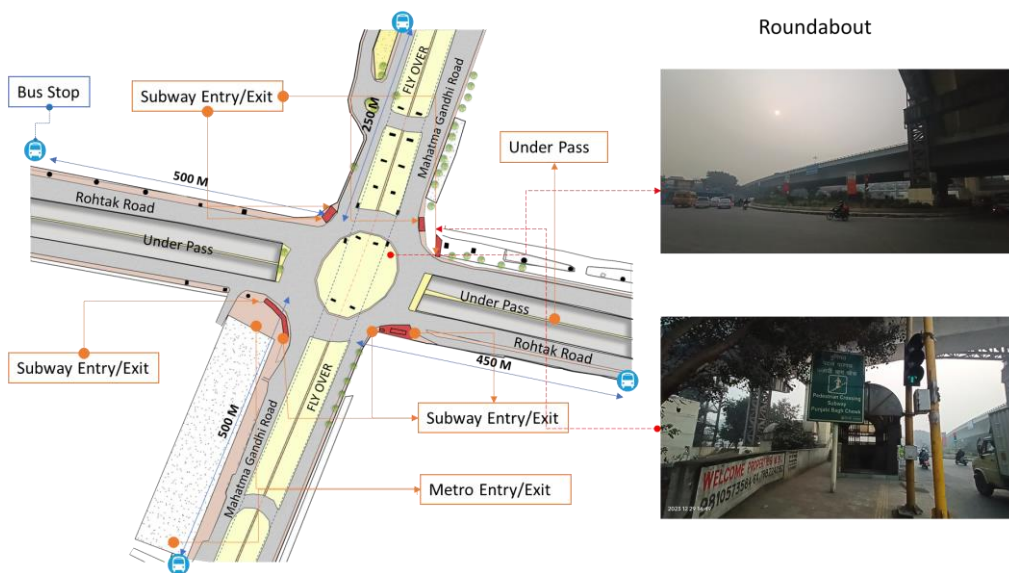 Roundabout
Bus Stop
Subway Entry/Exit
FLY OVER
Mahatma Gandhi Road
250 M
Under Pass
500 M
Rohtak Road
Under Pass
Under Pass
Rohtak Road
450 M
Subway Entry/Exit
FLY OVER
Subway Entry/Exit
500 M
Mahatma Gandhi Road
Metro Entry/Exit
Pedestrian Crossing
Subway
Punjabi Bagh Chowk
WELCOME PROPERTIES
9810573564